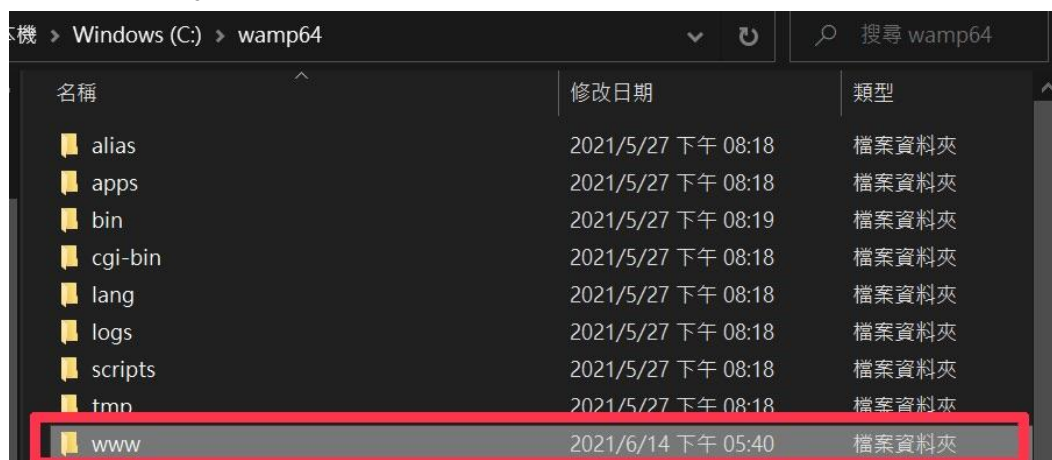 本機 > Windows (C:) > wamp64 搜尋 wamp64
名稱 修改日期 類型
alias 2021/5/27 下午 08:18 檔案資料夾
apps 2021/5/27 下午 08:18 檔案資料夾
bin 2021/5/27 下午 08:19 檔案資料夾
cgi-bin 2021/5/27 下午 08:18 檔案資料夾
lang 2021/5/27 下午 08:18 檔案資料夾
logs 2021/5/27 下午 08:18 檔案資料夾
scripts 2021/5/27 下午 08:18 檔案資料夾
tmp 2021/5/27 下午 08:18 檔案資料夾
www 2021/6/14 下午 05:40 檔案資料夾